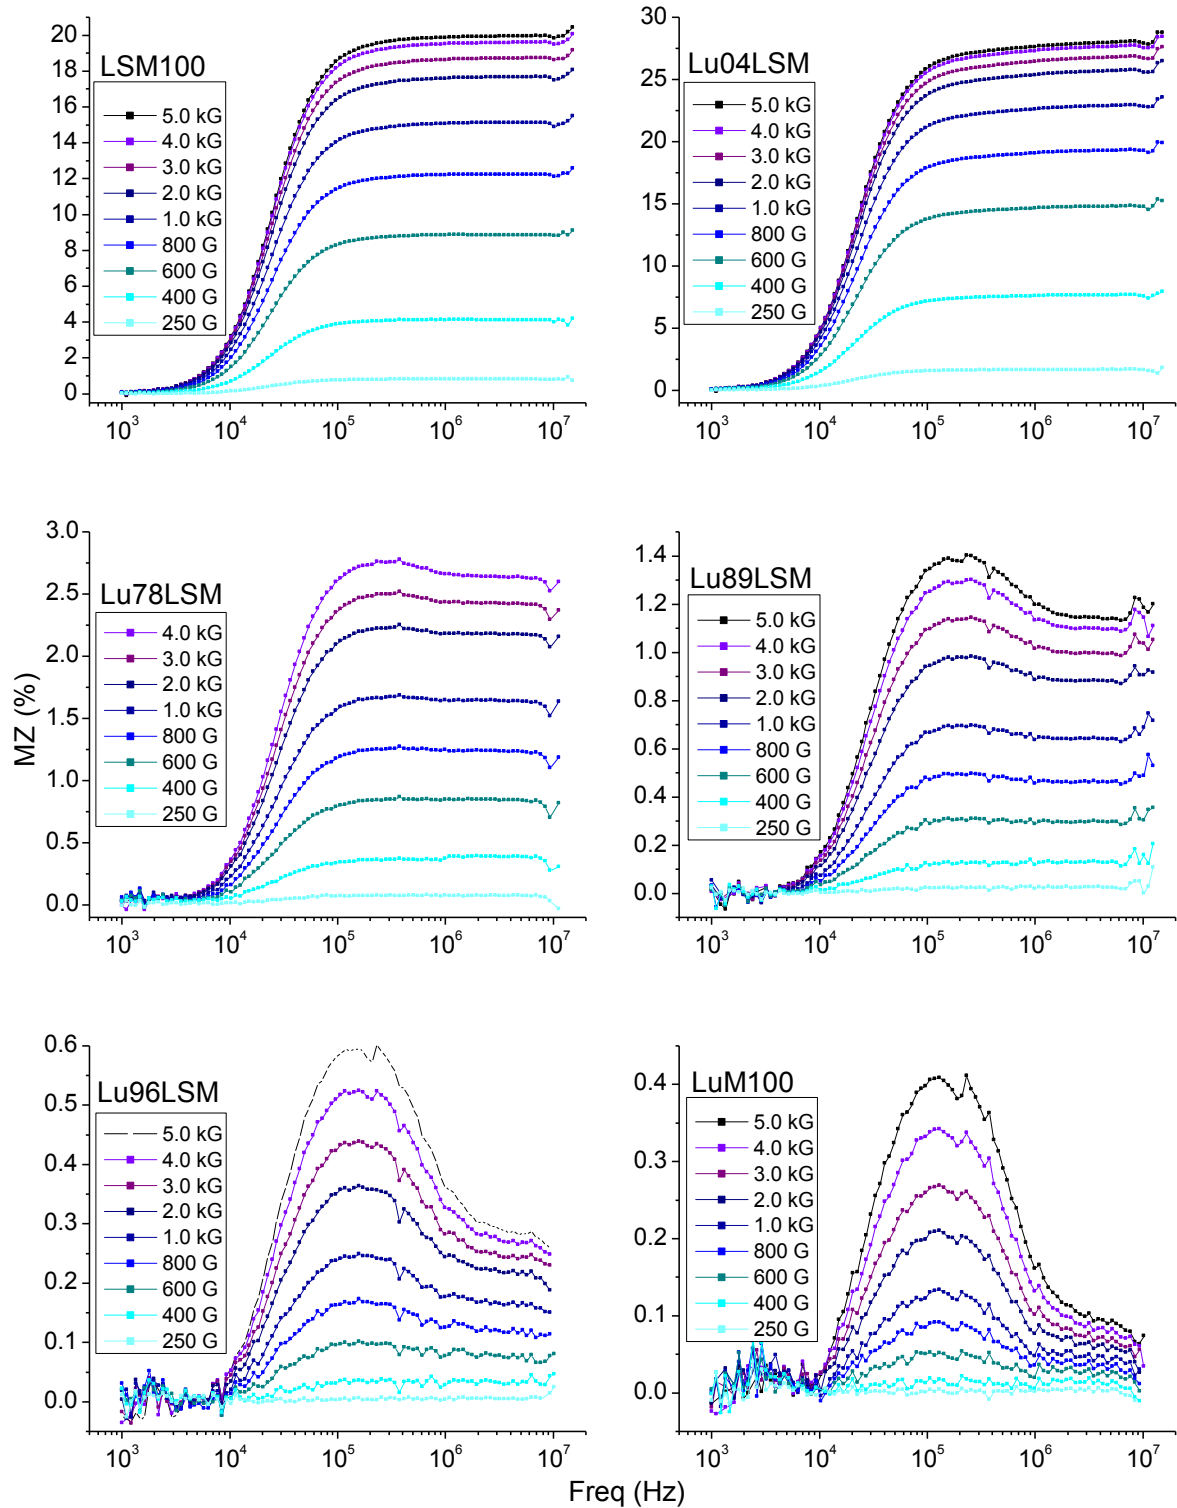 LSM100
5.0 kG
4.0 kG
3.0 kG
2.0 kG
1.0 kG
800 G
600 G
400 G
250 G
20
18
16
14
12
10
8
6
4
2
0
10³ 10⁴ 10⁵ 10⁶ 10⁷
Lu04LSM
5.0 kG
4.0 kG
3.0 kG
2.0 kG
1.0 kG
800 G
600 G
400 G
250 G
30
25
20
15
10
5
0
10³ 10⁴ 10⁵ 10⁶ 10⁷
Lu78LSM
4.0 kG
3.0 kG
2.0 kG
1.0 kG
800 G
600 G
400 G
250 G
3.0
2.5
2.0
1.5
1.0
0.5
0.0
10³ 10⁴ 10⁵ 10⁶ 10⁷
MZ (%)
Lu89LSM
5.0 kG
4.0 kG
3.0 kG
2.0 kG
1.0 kG
800 G
600 G
400 G
250 G
1.4
1.2
1.0
0.8
0.6
0.4
0.2
0.0
10³ 10⁴ 10⁵ 10⁶ 10⁷
Lu96LSM
5.0 kG
4.0 kG
3.0 kG
2.0 kG
1.0 kG
800 G
600 G
400 G
250 G
0.6
0.5
0.4
0.3
0.2
0.1
0.0
10³ 10⁴ 10⁵ 10⁶ 10⁷
LuM100
5.0 kG
4.0 kG
3.0 kG
2.0 kG
1.0 kG
800 G
600 G
400 G
250 G
0.4
0.3
0.2
0.1
0.0
10³ 10⁴ 10⁵ 10⁶ 10⁷
Freq (Hz)